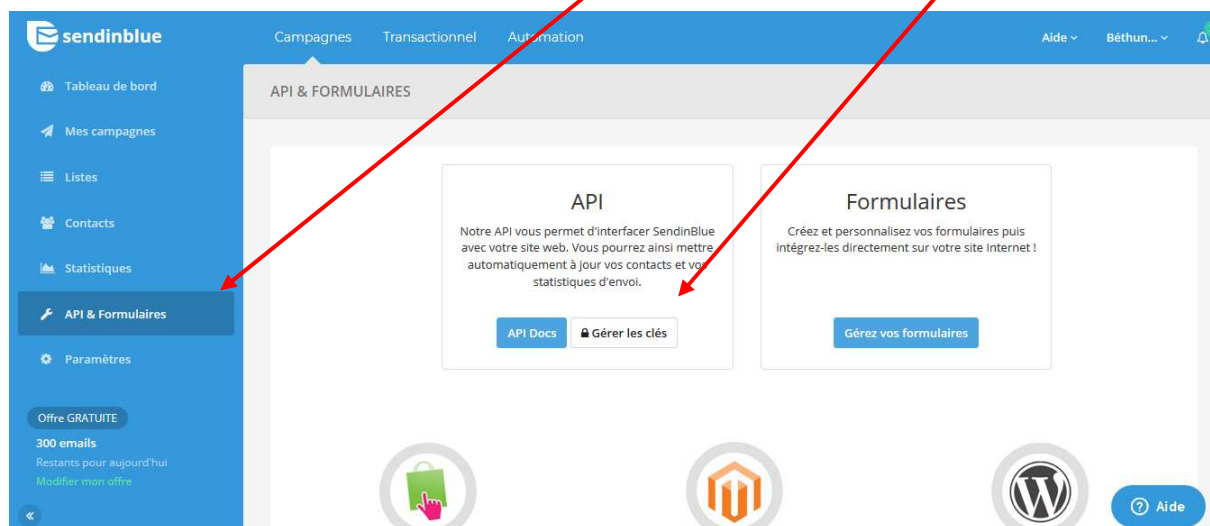 sendinblue
Campagnes
Transactionnel
Automation
Aide
Béthun...
Tableau de bord
Mes campagnes
Listes
Contacts
Statistiques
API & Formulaires
Paramètres
Offre GRATUITE
300 emails
Restants pour aujourd'hui
Modifier mon offre
API & FORMULAIRES
API
Notre API vous permet d'interfacer SendinBlue
avec votre site web. Vous pourrez ainsi mettre
automatiquement à jour vos contacts et vos
statistiques d'envoi.
API Docs
Gérer les clés
Formulaires
Créez et personnalisez vos formulaires puis
intégrez-les directement sur votre site Internet !
Gérez vos formulaires
Aide